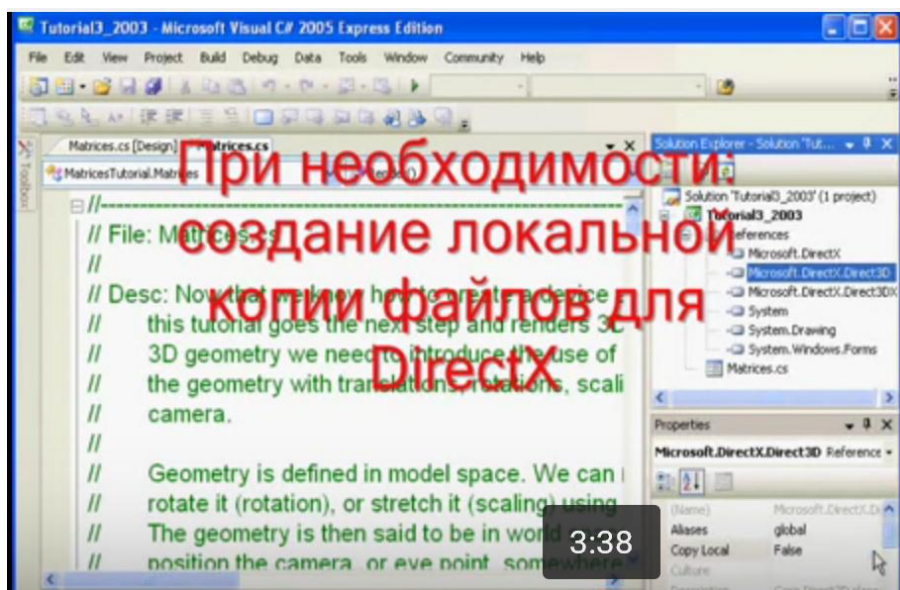 Tutorial3_2003 - Microsoft Visual C# 2005 Express Edition
File Edit View Project Build Debug Data Tools Window Community Help
Matrices.cs [Design] Matrices.cs
MatricesTutorial.Matrices
При необходимости:
создание локальной
копии файлов для
DirectX
//
// File: Matrices.cs
//
// Desc: Now that we know how to create a device
// this tutorial goes the next step and renders 3D
// 3D geometry we need to introduce the use of
// the geometry with translations, rotations, scali
// camera.
//
// Geometry is defined in model space. We can
// rotate it (rotation), or stretch it (scaling) using
// The geometry is then said to be in world
// position the camera, or eye point, somewhere
Toolbox
Solution Explorer - Solution 'Tut...
Solution 'Tutorial3_2003' (1 project)
Tutorial3_2003
References
Microsoft.DirectX
Microsoft.DirectX.Direct3D
Microsoft.DirectX.Direct3DX
System
System.Drawing
System.Windows.Forms
Matrices.cs
Properties
Microsoft.DirectX.Direct3D Reference
(Name) Microsoft.DirectX.Di
Aliases global
Copy Local False
Culture
3:38